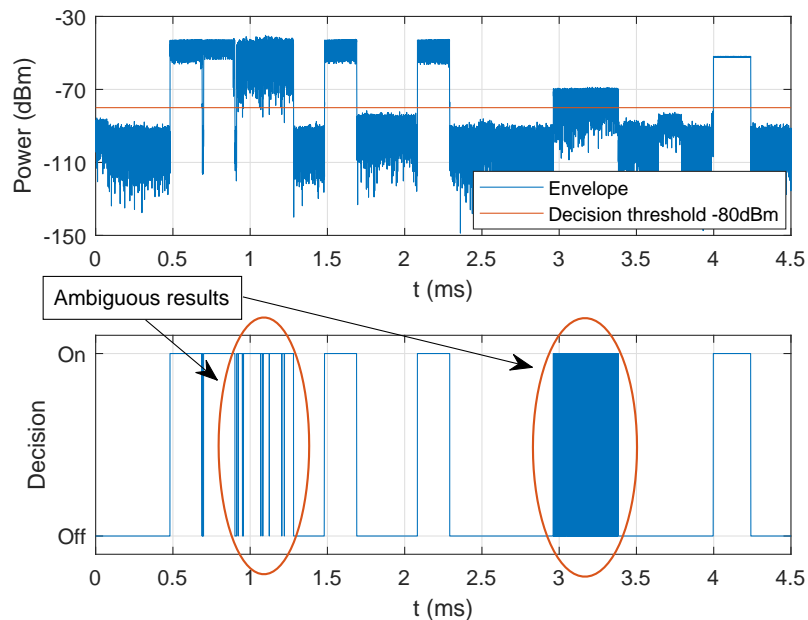 -30
-70
-110
-150
Power (dBm)
Envelope
Decision threshold -80dBm
0 0.5 1 1.5 2 2.5 3 3.5 4 4.5
t (ms)
Ambiguous results
On
Off
Decision
0 0.5 1 1.5 2 2.5 3 3.5 4 4.5
t (ms)